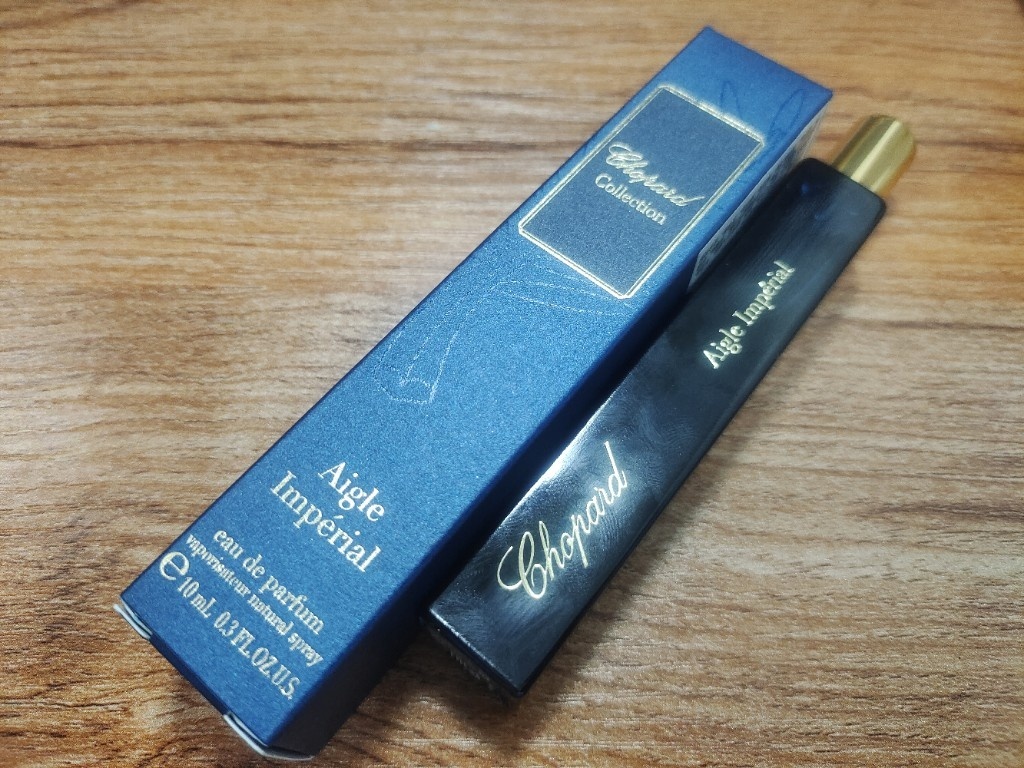 Chopard
Collection
Aigle
Impérial
eau de parfum
vaporisateur natural spray
e 10 mL 0.3 FL.OZ.U.S.
Aigle Impérial
Chopard